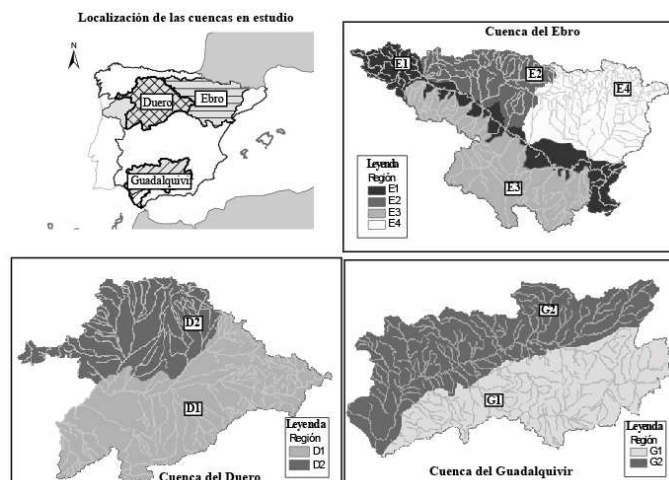 Localización de las cuencas en estudio
N
Duero
Ebro
Guadalquivir
Cuenca del Ebro
E1
E2
E4
E3
Leyenda
Región
E1
E2
E3
E4
D2
D1
Leyenda
Región
D1
D2
Cuenca del Duero
G2
G1
Leyenda
Región
G1
G2
Cuenca del Guadalquivir